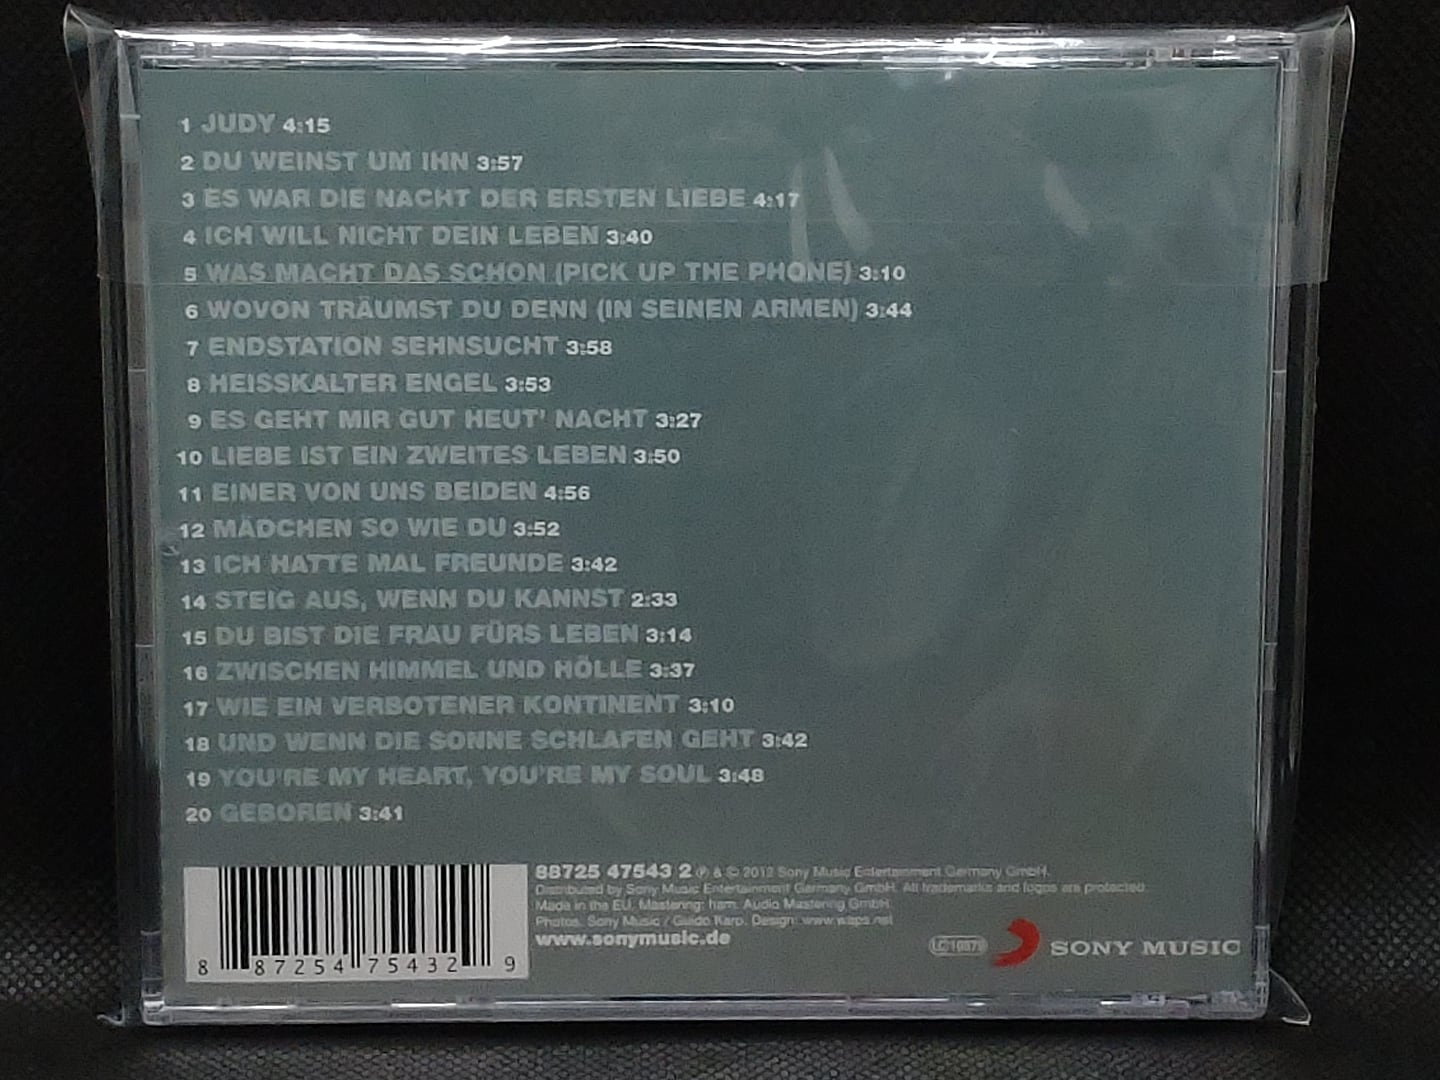 1 JUDY 4:15
2 DU WEINST UM IHN 3:57
3 ES WAR DIE NACHT DER ERSTEN LIEBE 4:17
4 ICH WILL NICHT DEIN LEBEN 3:40
5 WAS MACHT DAS SCHON (PICK UP THE PHONE) 3:10
6 WOVON TRÄUMST DU DENN (IN SEINEN ARMEN) 3:44
7 ENDSTATION SEHNSUCHT 3:58
8 HEISSKALTER ENGEL 3:53
9 ES GEHT MIR GUT HEUT' NACHT 3:27
10 LIEBE IST EIN ZWEITES LEBEN 3:50
11 EINER VON UNS BEIDEN 4:56
12 MÄDCHEN SO WIE DU 3:52
13 ICH HATTE MAL FREUNDE 3:42
14 STEIG AUS, WENN DU KANNST 2:33
15 DU BIST DIE FRAU FÜRS LEBEN 3:14
16 ZWISCHEN HIMMEL UND HÖLLE 3:37
17 WIE EIN VERBOTENER KONTINENT 3:10
18 UND WENN DIE SONNE SCHLAFEN GEHT 3:42
19 YOU'RE MY HEART, YOU'RE MY SOUL 3:48
20 GEBOREN 3:41
88725 47543 2 ℗ & © 2012 Sony Music Entertainment Germany GmbH.
Distributed by Sony Music Entertainment Germany GmbH. All trademarks and logos are protected.
Made in the EU. Mastering: ham. Audio Mastering GmbH.
Photos: Sony Music / Guido Karp. Design: www.waps.net
www.sonymusic.de
8 87254 75432 9
SONY MUSIC